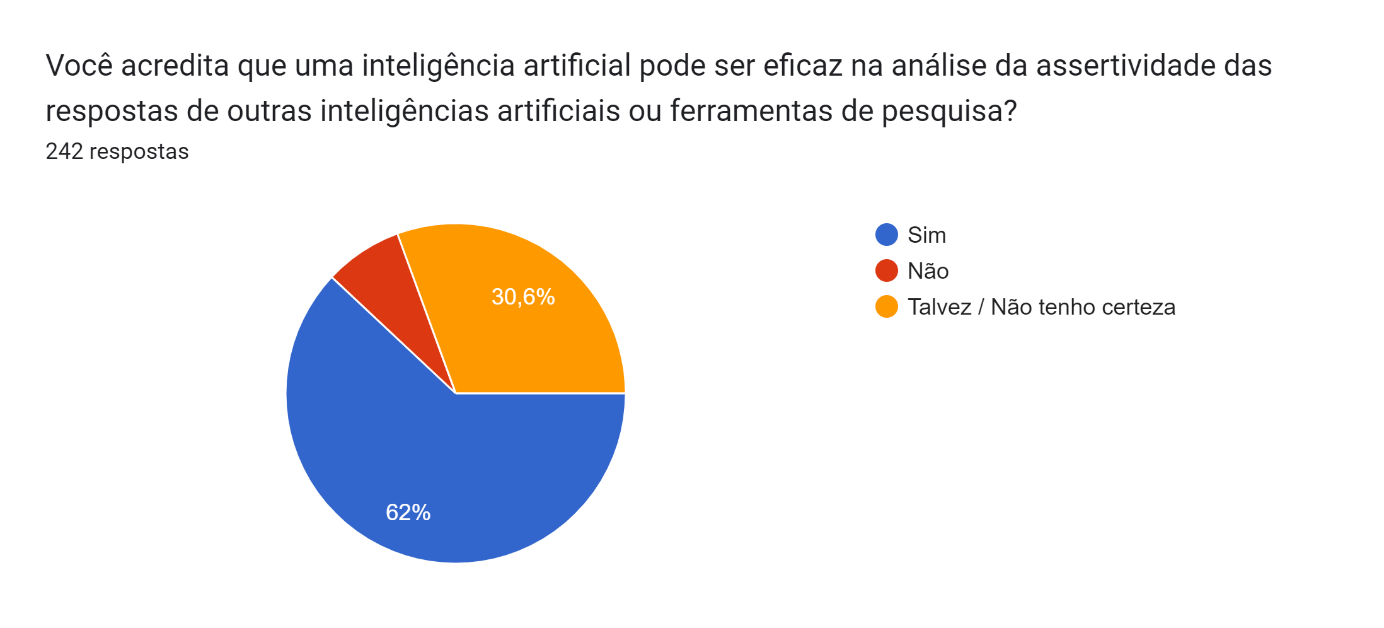 Você acredita que uma inteligência artificial pode ser eficaz na análise da assertividade das
respostas de outras inteligências artificiais ou ferramentas de pesquisa?
242 respostas
Sim
Não
Talvez / Não tenho certeza
30,6%
62%